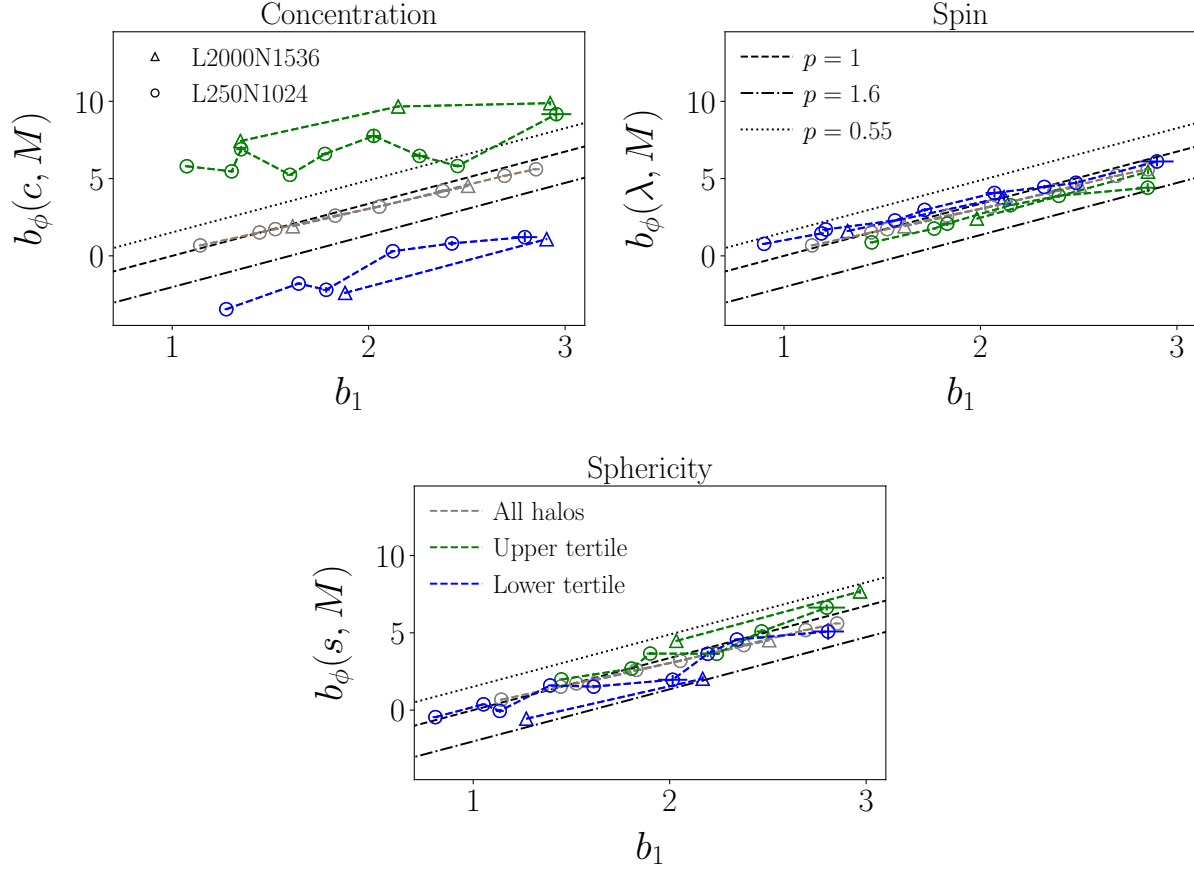 Concentration
Spin
L2000N1536
L250N1024
p = 1
p = 1.6
p = 0.55
b_ϕ(c, M)
10
5
0
1 2 3
b_1
b_ϕ(λ, M)
10
5
0
1 2 3
b_1
Sphericity
All halos
Upper tertile
Lower tertile
b_ϕ(s, M)
10
5
0
1 2 3
b_1